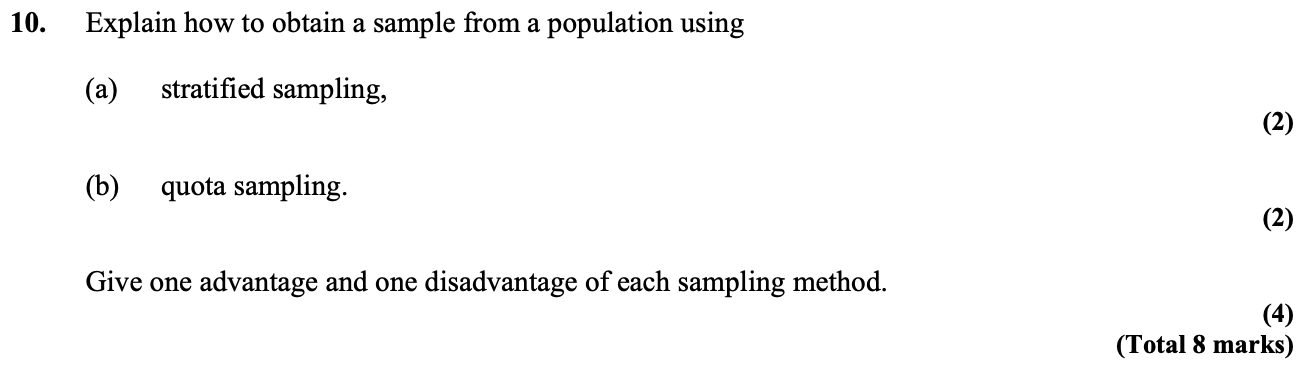 10. Explain how to obtain a sample from a population using
(a) stratified sampling,
(2)
(b) quota sampling.
(2)
Give one advantage and one disadvantage of each sampling method.
(4)
(Total 8 marks)